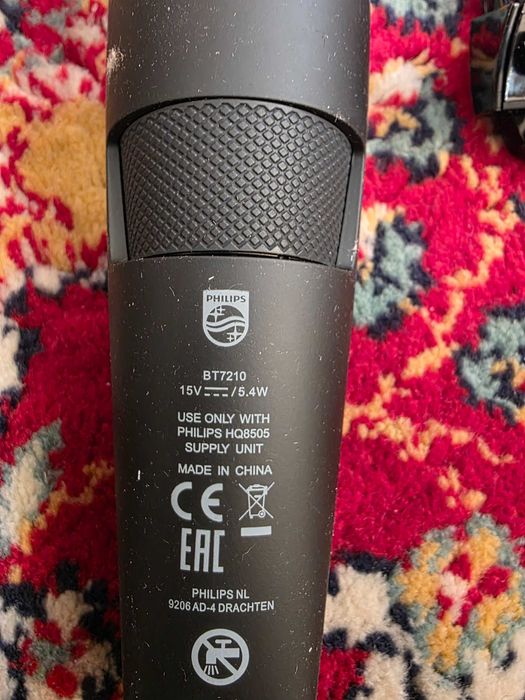 PHILIPS
BT7210
15V⎓/5.4W
USE ONLY WITH
PHILIPS HQ8505
SUPPLY UNIT
MADE IN CHINA
CE
EAC
PHILIPS NL
9206 AD-4 DRACHTEN